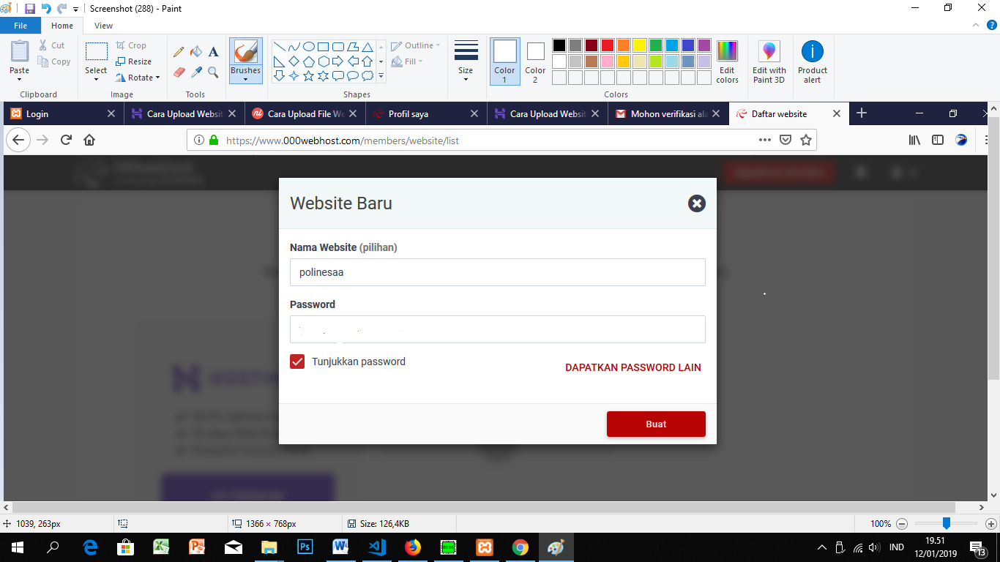 Screenshot (288) - Paint
File Home View
Paste Cut Copy Clipboard
Select Crop Resize Rotate Image
Tools
Brushes
Outline Fill Shapes
Size
Color 1 Color 2 Edit colors Colors
Edit with Paint 3D
Product alert
Login Cara Upload Websit Cara Upload File We Profil saya Cara Upload Websit Mohon verifikasi ala Daftar website
https://www.000webhost.com/members/website/list
Website Baru
Nama Website (pilihan)
polinesaa
Password
Tunjukkan password
DAPATKAN PASSWORD LAIN
Buat
1039, 263px 1366 × 768px Size: 126,4KB 100%
IND 19.51
12/01/2019
13